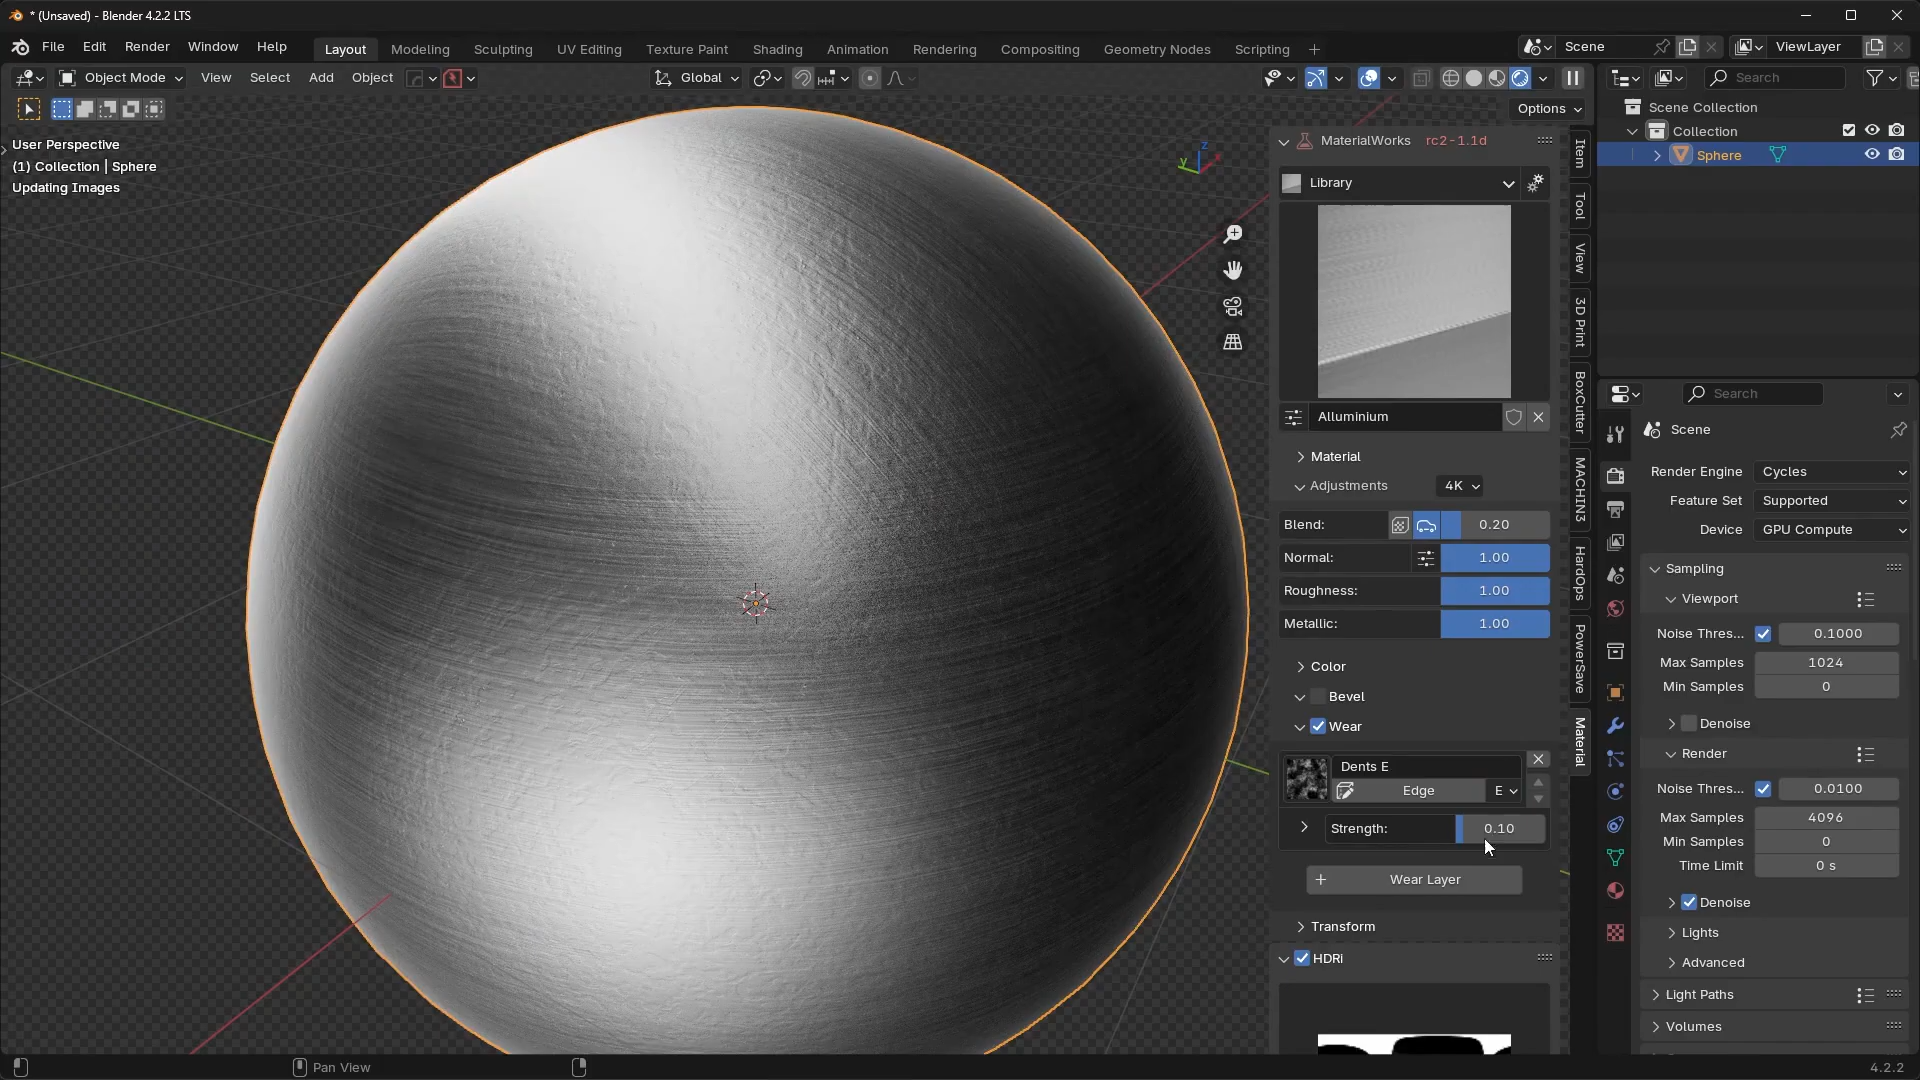 * (Unsaved) - Blender 4.2.2 LTS
File Edit Render Window Help
Layout Modeling Sculpting UV Editing Texture Paint Shading Animation Rendering Compositing Geometry Nodes Scripting +
Scene
ViewLayer
Object Mode View Select Add Object
Global
Search
Options
User Perspective
(1) Collection | Sphere
Updating Images
z
y
x
MaterialWorks rc2-1.1d
Library
Alluminium
Material
Adjustments 4K
Blend: 0.20
Normal: 1.00
Roughness: 1.00
Metallic: 1.00
Color
Bevel
Wear
Dents E
Edge E
Strength: 0.10
+ Wear Layer
Transform
HDRi
Item
Tool
View
3D Print
BoxCutter
MACHIN3
HardOps
PowerSave
Material
Scene Collection
Collection
Sphere
Search
Scene
Render Engine Cycles
Feature Set Supported
Device GPU Compute
Sampling
Viewport
Noise Thres... 0.1000
Max Samples 1024
Min Samples 0
Denoise
Render
Noise Thres... 0.0100
Max Samples 4096
Min Samples 0
Time Limit 0 s
Denoise
Lights
Advanced
Light Paths
Volumes
Pan View
4.2.2